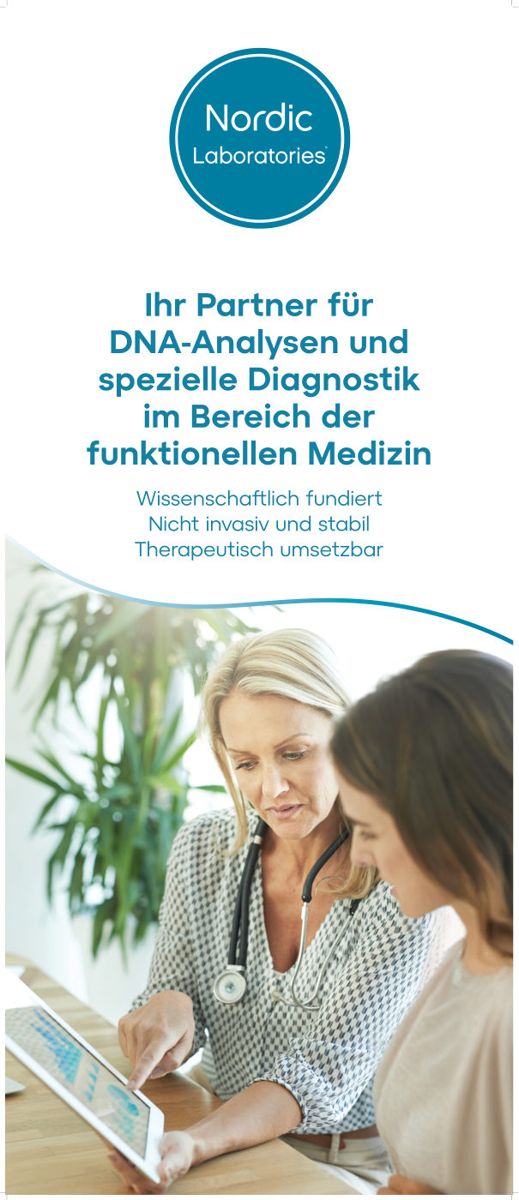 Nordic
Laboratories™
Ihr Partner für
DNA-Analysen und
spezielle Diagnostik
im Bereich der
funktionellen Medizin
Wissenschaftlich fundiert
Nicht invasiv und stabil
Therapeutisch umsetzbar